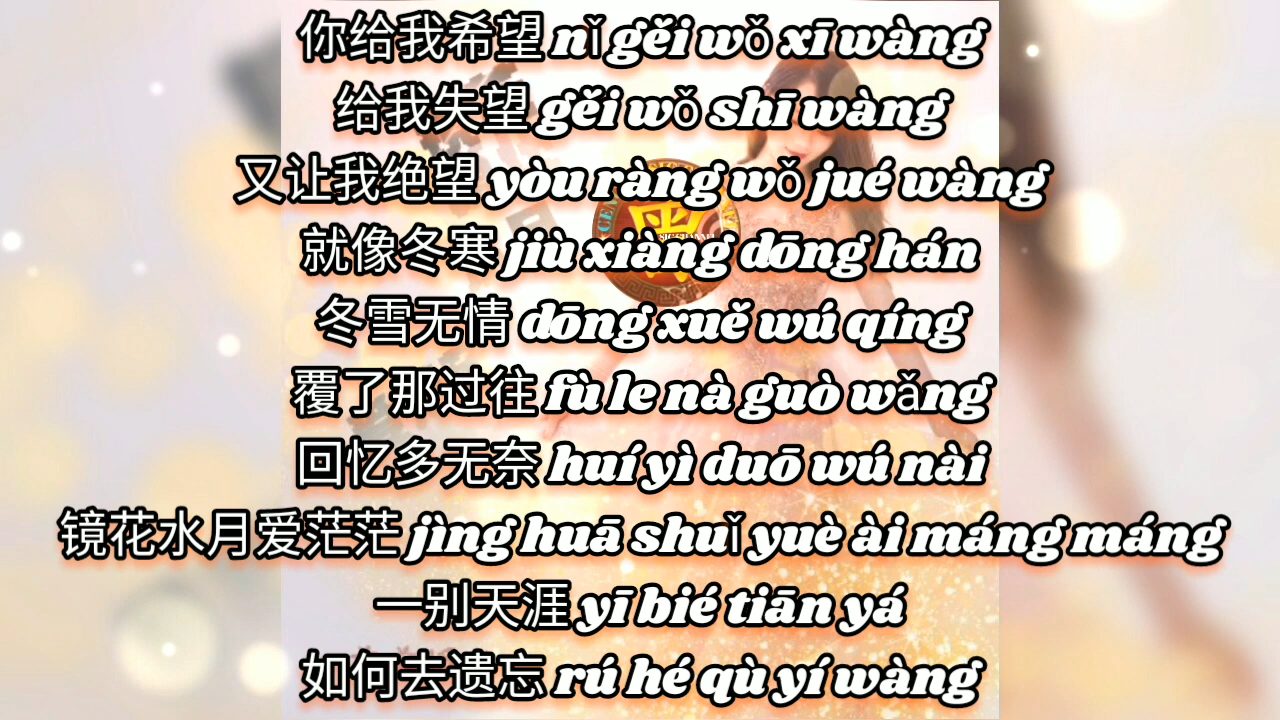 你给我希望 nǐ gěi wǒ xī wàng
给我失望 gěi wǒ shī wàng
又让我绝望 yòu ràng wǒ jué wàng
就像冬寒 jiù xiàng dōng hán
冬雪无情 dōng xuě wú qíng
覆了那过往 fù le nà guò wǎng
回忆多无奈 huí yì duō wú nài
镜花水月爱茫茫 jìng huā shuǐ yuè ài máng máng
一别天涯 yī bié tiān yá
如何去遗忘 rú hé qù yí wàng